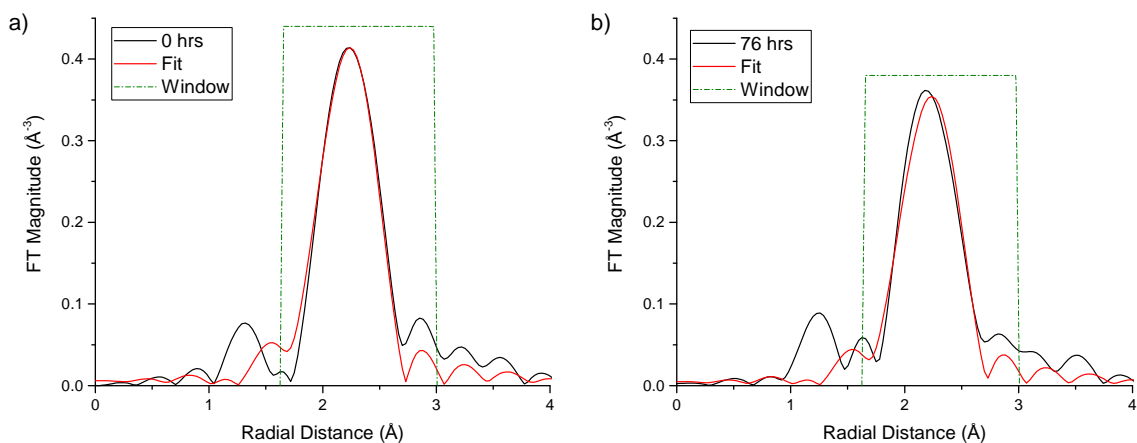 a)
0 hrs
Fit
Window
FT Magnitude (Å⁻³)
0.4
0.3
0.2
0.1
0.0
0 1 2 3 4
Radial Distance (Å)
b)
76 hrs
Fit
Window
FT Magnitude (Å⁻³)
0.4
0.3
0.2
0.1
0.0
0 1 2 3 4
Radial Distance (Å)